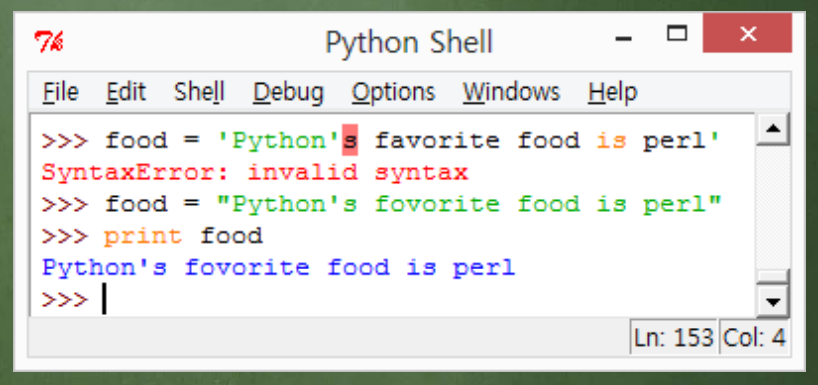 Python Shell
File Edit Shell Debug Options Windows Help
>>> food = 'Python's favorite food is perl'
SyntaxError: invalid syntax
>>> food = "Python's fovorite food is perl"
>>> print food
Python's fovorite food is perl
>>>
Ln: 153 Col: 4